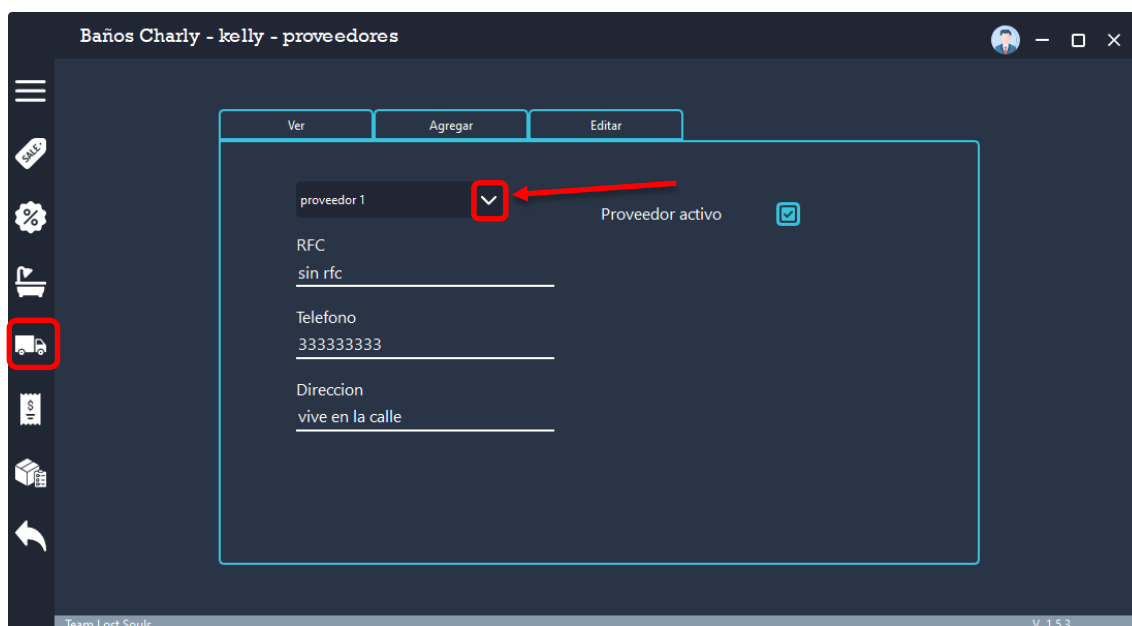 Baños Charly - kelly - proveedores
SALE
%
Ver
Agregar
Editar
proveedor 1
Proveedor activo
RFC
sin rfc
Telefono
333333333
Direccion
vive en la calle
$
Team Lost Souls
V. 1.5.3